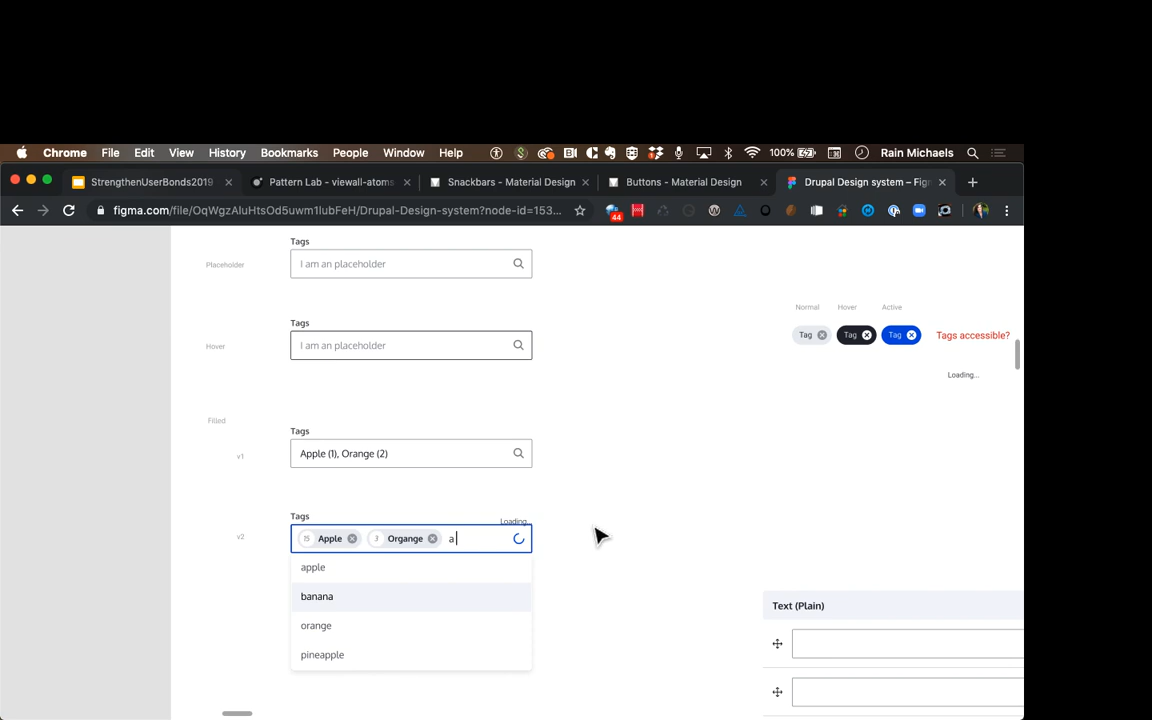 Chrome File Edit View History Bookmarks People Window Help 100% Rain Michaels
StrengthenUserBonds2019 Pattern Lab - viewall-atoms Snackbars - Material Design Buttons - Material Design Drupal Design system – Fig
figma.com/file/OqWgzAluHtsOd5uwm1lubFeH/Drupal-Design-system?node-id=153... 44
Tags
Placeholder I am an placeholder
Normal Hover Active
Tags
Tag Tag Tag Tags accessible?
Hover I am an placeholder
Loading...
Filled
Tags
v1 Apple (1), Orange (2)
Tags Loading...
v2 15 Apple 3 Organge a
apple
banana
Text (Plain)
orange
pineapple